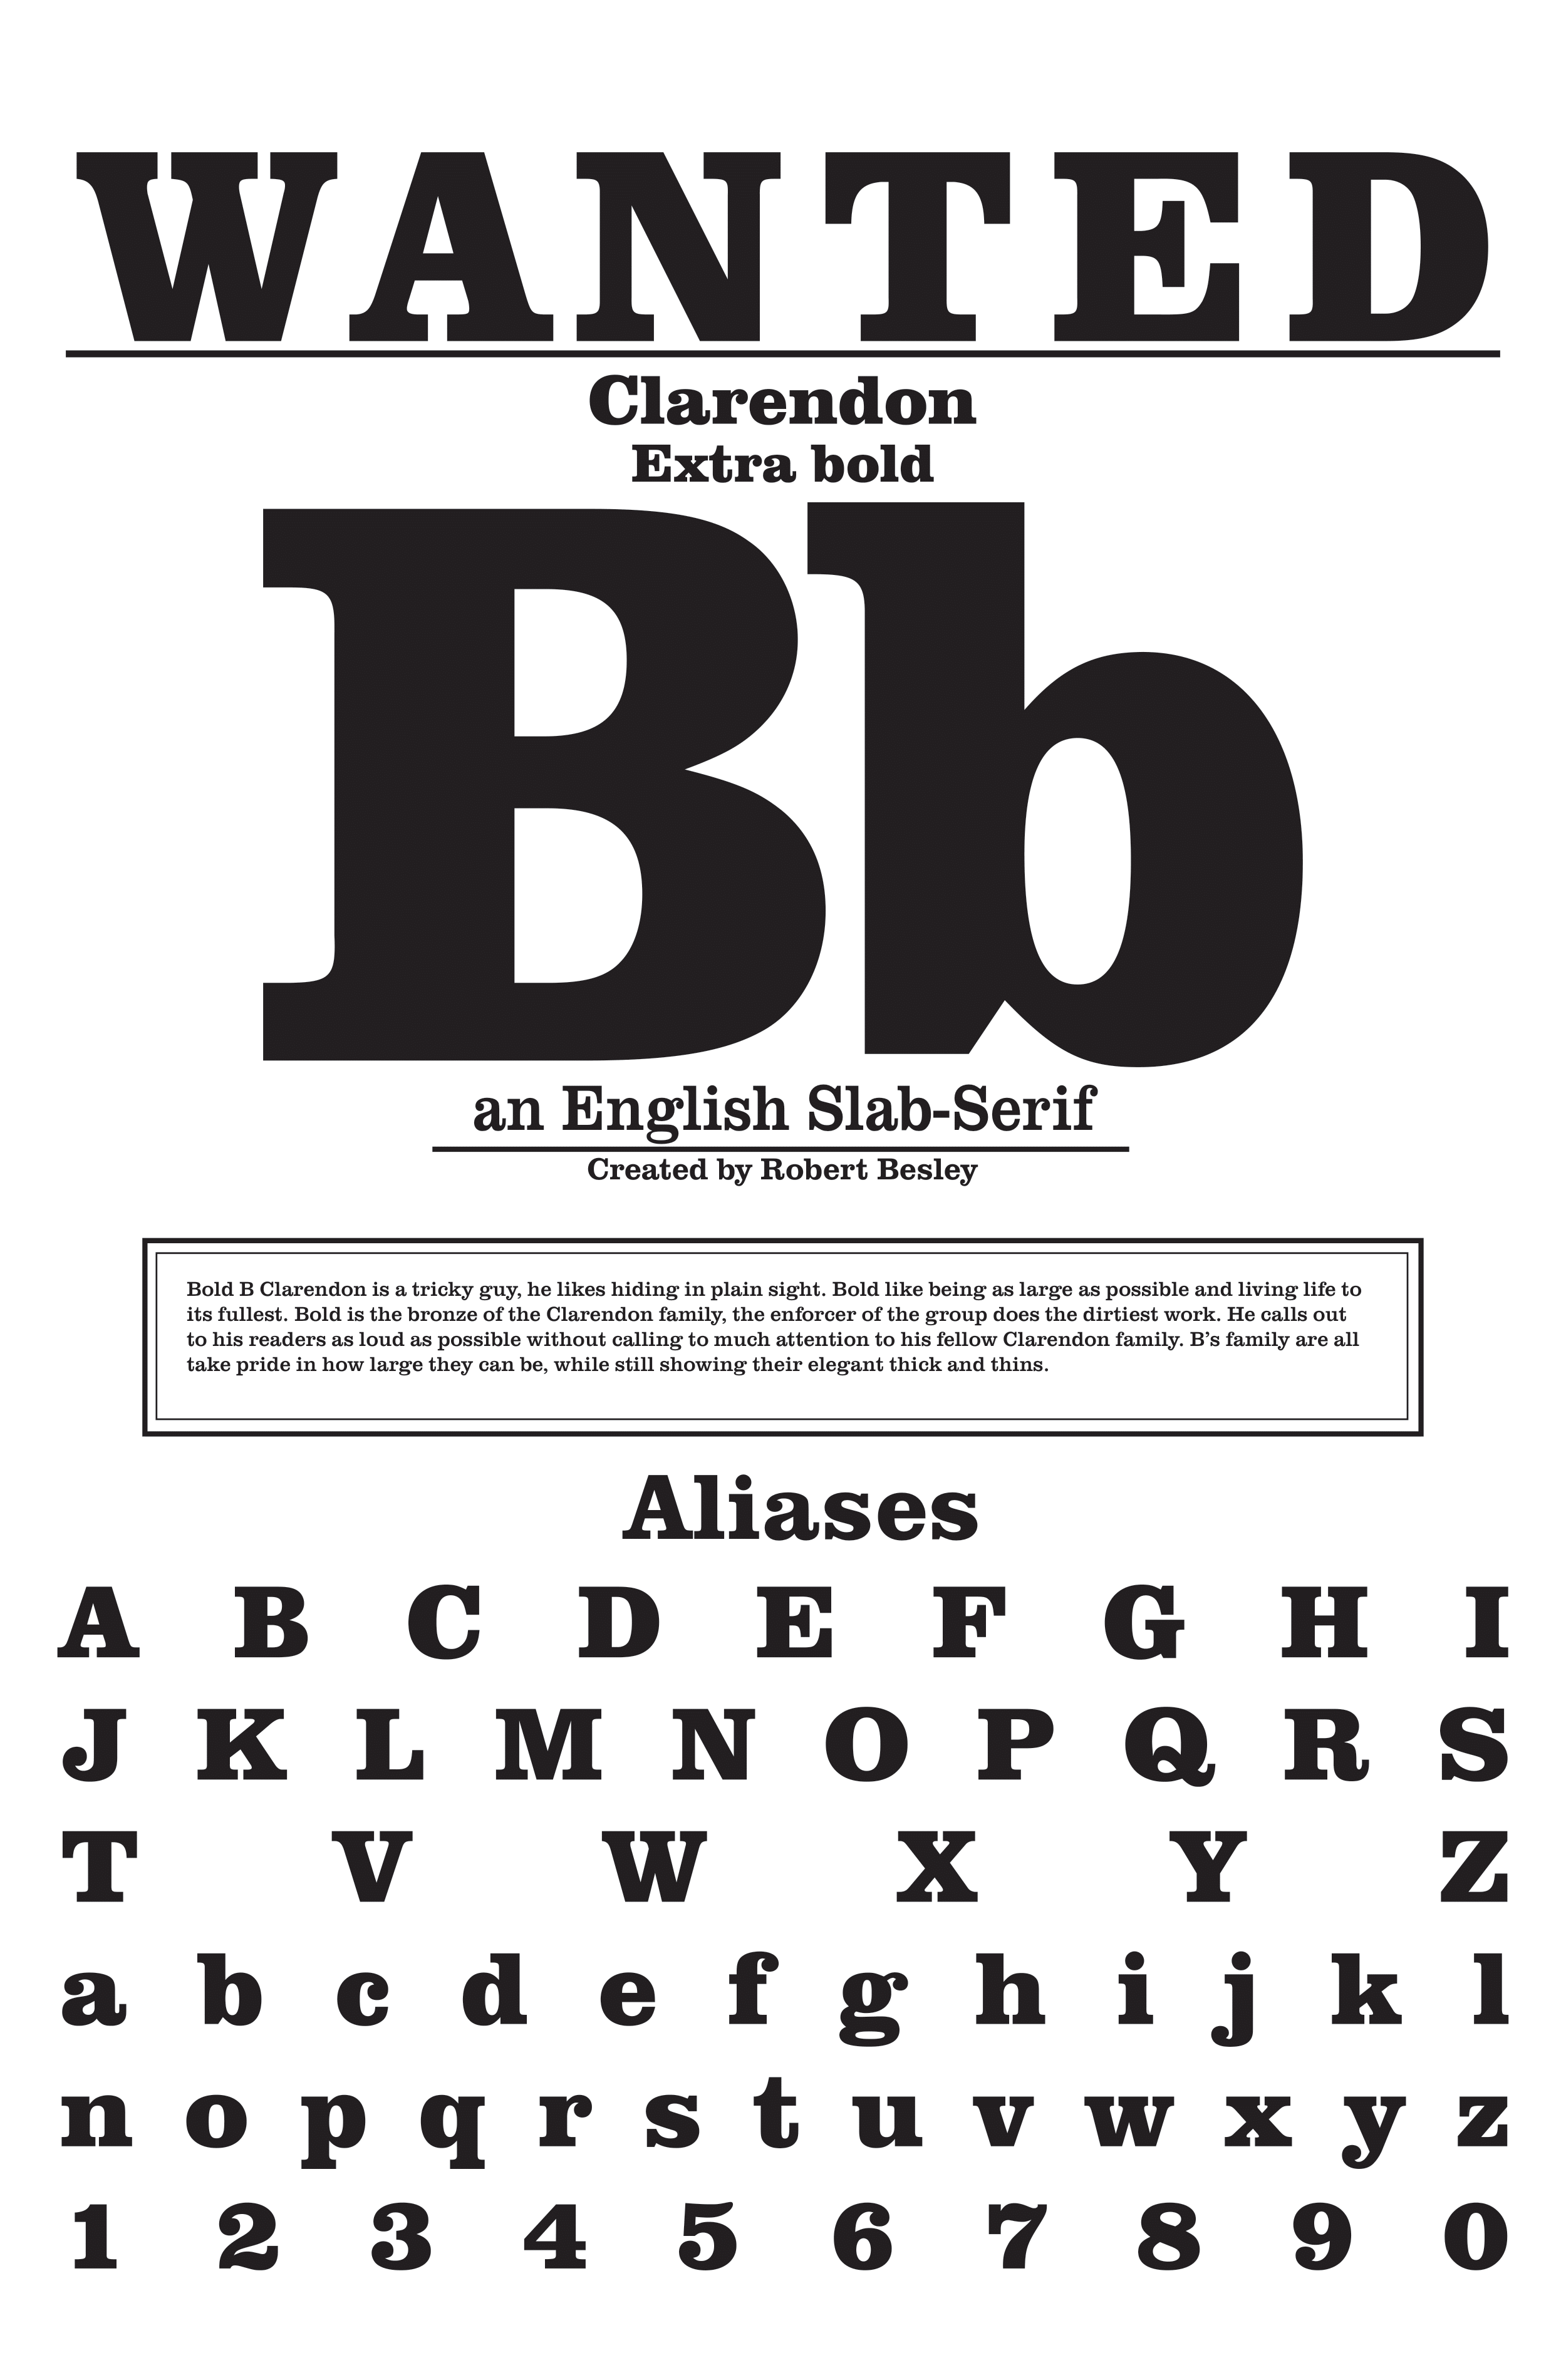 WANTED
Clarendon
Extra bold
Bb
an English Slab-Serif
Created by Robert Besley
Bold B Clarendon is a tricky guy, he likes hiding in plain sight. Bold like being as large as possible and living life to
its fullest. Bold is the bronze of the Clarendon family, the enforcer of the group does the dirtiest work. He calls out
to his readers as loud as possible without calling to much attention to his fellow Clarendon family. B’s family are all
take pride in how large they can be, while still showing their elegant thick and thins.
Aliases
A B C D E F G H I
J K L M N O P Q R S
T V W X Y Z
a b c d e f g h i j k l
n o p q r s t u v w x y z
1 2 3 4 5 6 7 8 9 0